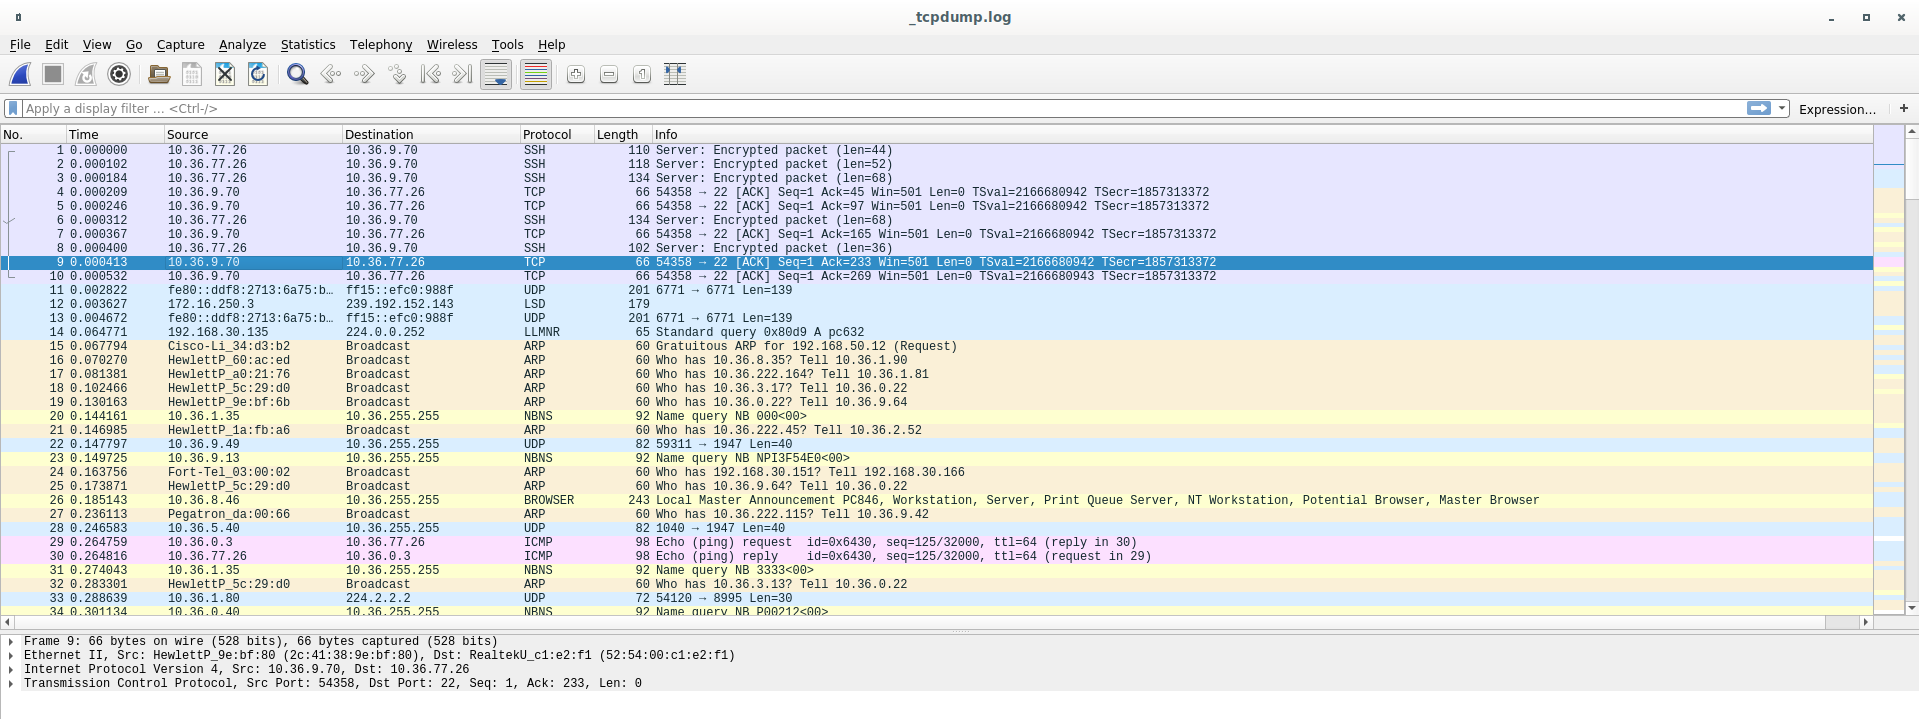 _tcpdump.log
File Edit View Go Capture Analyze Statistics Telephony Wireless Tools Help
Apply a display filter ... <Ctrl-/> Expression... +
No. Time Source Destination Protocol Length Info
1 0.000000 10.36.77.26 10.36.9.70 SSH 110 Server: Encrypted packet (len=44)
2 0.000102 10.36.77.26 10.36.9.70 SSH 118 Server: Encrypted packet (len=52)
3 0.000184 10.36.77.26 10.36.9.70 SSH 134 Server: Encrypted packet (len=68)
4 0.000209 10.36.9.70 10.36.77.26 TCP 66 54358 → 22 [ACK] Seq=1 Ack=45 Win=501 Len=0 TSval=2166680942 TSecr=1857313372
5 0.000246 10.36.9.70 10.36.77.26 TCP 66 54358 → 22 [ACK] Seq=1 Ack=97 Win=501 Len=0 TSval=2166680942 TSecr=1857313372
6 0.000312 10.36.77.26 10.36.9.70 SSH 134 Server: Encrypted packet (len=68)
7 0.000367 10.36.9.70 10.36.77.26 TCP 66 54358 → 22 [ACK] Seq=1 Ack=165 Win=501 Len=0 TSval=2166680942 TSecr=1857313372
8 0.000400 10.36.77.26 10.36.9.70 SSH 102 Server: Encrypted packet (len=36)
9 0.000413 10.36.9.70 10.36.77.26 TCP 66 54358 → 22 [ACK] Seq=1 Ack=233 Win=501 Len=0 TSval=2166680942 TSecr=1857313372
10 0.000532 10.36.9.70 10.36.77.26 TCP 66 54358 → 22 [ACK] Seq=1 Ack=269 Win=501 Len=0 TSval=2166680943 TSecr=1857313372
11 0.002822 fe80::ddf8:2713:6a75:b… ff15::efc0:988f UDP 201 6771 → 6771 Len=139
12 0.003627 172.16.250.3 239.192.152.143 LSD 179
13 0.004672 fe80::ddf8:2713:6a75:b… ff15::efc0:988f UDP 201 6771 → 6771 Len=139
14 0.064771 192.168.30.135 224.0.0.252 LLMNR 65 Standard query 0x80d9 A pc632
15 0.067794 Cisco-Li_34:d3:b2 Broadcast ARP 60 Gratuitous ARP for 192.168.50.12 (Request)
16 0.070270 HewlettP_60:ac:ed Broadcast ARP 60 Who has 10.36.8.35? Tell 10.36.1.90
17 0.081381 HewlettP_a0:21:76 Broadcast ARP 60 Who has 10.36.222.164? Tell 10.36.1.81
18 0.102466 HewlettP_5c:29:d0 Broadcast ARP 60 Who has 10.36.3.17? Tell 10.36.0.22
19 0.130163 HewlettP_9e:bf:6b Broadcast ARP 60 Who has 10.36.0.22? Tell 10.36.9.64
20 0.144161 10.36.1.35 10.36.255.255 NBNS 92 Name query NB 000<00>
21 0.146985 HewlettP_1a:fb:a6 Broadcast ARP 60 Who has 10.36.222.45? Tell 10.36.2.52
22 0.147797 10.36.9.49 10.36.255.255 UDP 82 59311 → 1947 Len=40
23 0.149725 10.36.9.13 10.36.255.255 NBNS 92 Name query NB NPI3F54E0<00>
24 0.163756 Fort-Tel_03:00:02 Broadcast ARP 60 Who has 192.168.30.151? Tell 192.168.30.166
25 0.173871 HewlettP_5c:29:d0 Broadcast ARP 60 Who has 10.36.9.64? Tell 10.36.0.22
26 0.185143 10.36.8.46 10.36.255.255 BROWSER 243 Local Master Announcement PC846, Workstation, Server, Print Queue Server, NT Workstation, Potential Browser, Master Browser
27 0.236113 Pegatron_da:00:66 Broadcast ARP 60 Who has 10.36.222.115? Tell 10.36.9.42
28 0.246583 10.36.5.40 10.36.255.255 UDP 82 1040 → 1947 Len=40
29 0.264759 10.36.0.3 10.36.77.26 ICMP 98 Echo (ping) request id=0x6430, seq=125/32000, ttl=64 (reply in 30)
30 0.264816 10.36.77.26 10.36.0.3 ICMP 98 Echo (ping) reply id=0x6430, seq=125/32000, ttl=64 (request in 29)
31 0.274043 10.36.1.35 10.36.255.255 NBNS 92 Name query NB 3333<00>
32 0.283301 HewlettP_5c:29:d0 Broadcast ARP 60 Who has 10.36.3.13? Tell 10.36.0.22
33 0.288639 10.36.1.80 224.2.2.2 UDP 72 54120 → 8995 Len=30
34 0.301134 10.36.0.40 10.36.255.255 NBNS 92 Name query NB P00212<00>
Frame 9: 66 bytes on wire (528 bits), 66 bytes captured (528 bits)
Ethernet II, Src: HewlettP_9e:bf:80 (2c:41:38:9e:bf:80), Dst: RealtekU_c1:e2:f1 (52:54:00:c1:e2:f1)
Internet Protocol Version 4, Src: 10.36.9.70, Dst: 10.36.77.26
Transmission Control Protocol, Src Port: 54358, Dst Port: 22, Seq: 1, Ack: 233, Len: 0